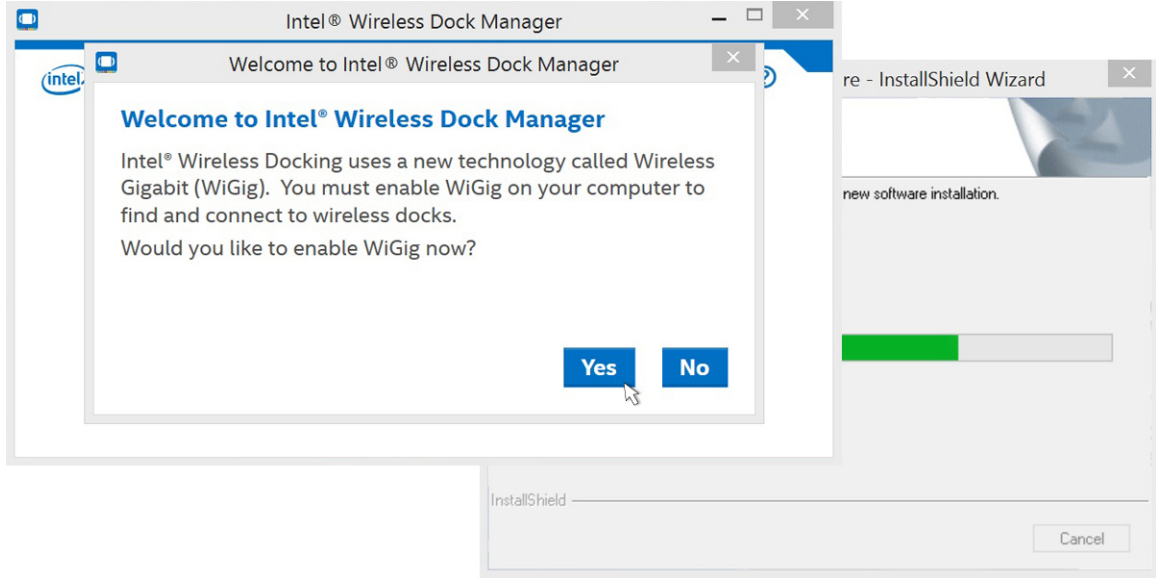 Intel® Wireless Dock Manager
Welcome to Intel® Wireless Dock Manager
intel
?
Welcome to Intel® Wireless Dock Manager
Intel® Wireless Docking uses a new technology called Wireless
Gigabit (WiGig). You must enable WiGig on your computer to
find and connect to wireless docks.
Would you like to enable WiGig now?
Yes
No
re - InstallShield Wizard
new software installation.
InstallShield
Cancel